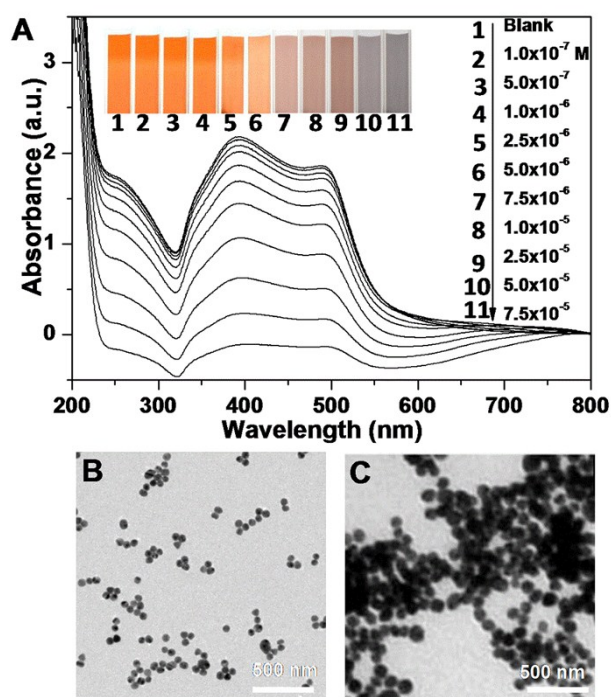 A
Absorbance (a.u.)
3
2
1
0
1 2 3 4 5 6 7 8 9 10 11
1 Blank
2 1.0x10⁻⁷ M
3 5.0x10⁻⁷
4 1.0x10⁻⁶
5 2.5x10⁻⁶
6 5.0x10⁻⁶
7 7.5x10⁻⁶
8 1.0x10⁻⁵
9 2.5x10⁻⁵
10 5.0x10⁻⁵
11 7.5x10⁻⁵
200 300 400 500 600 700 800
Wavelength (nm)
B
500 nm
C
500 nm